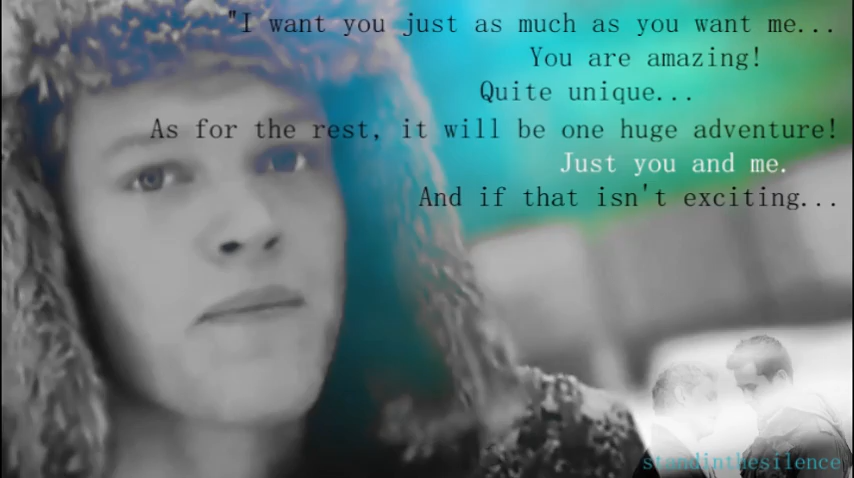 "I want you just as much as you want me...
You are amazing!
Quite unique...
As for the rest, it will be one huge adventure!
Just you and me.
And if that isn't exciting...
standinthesilence